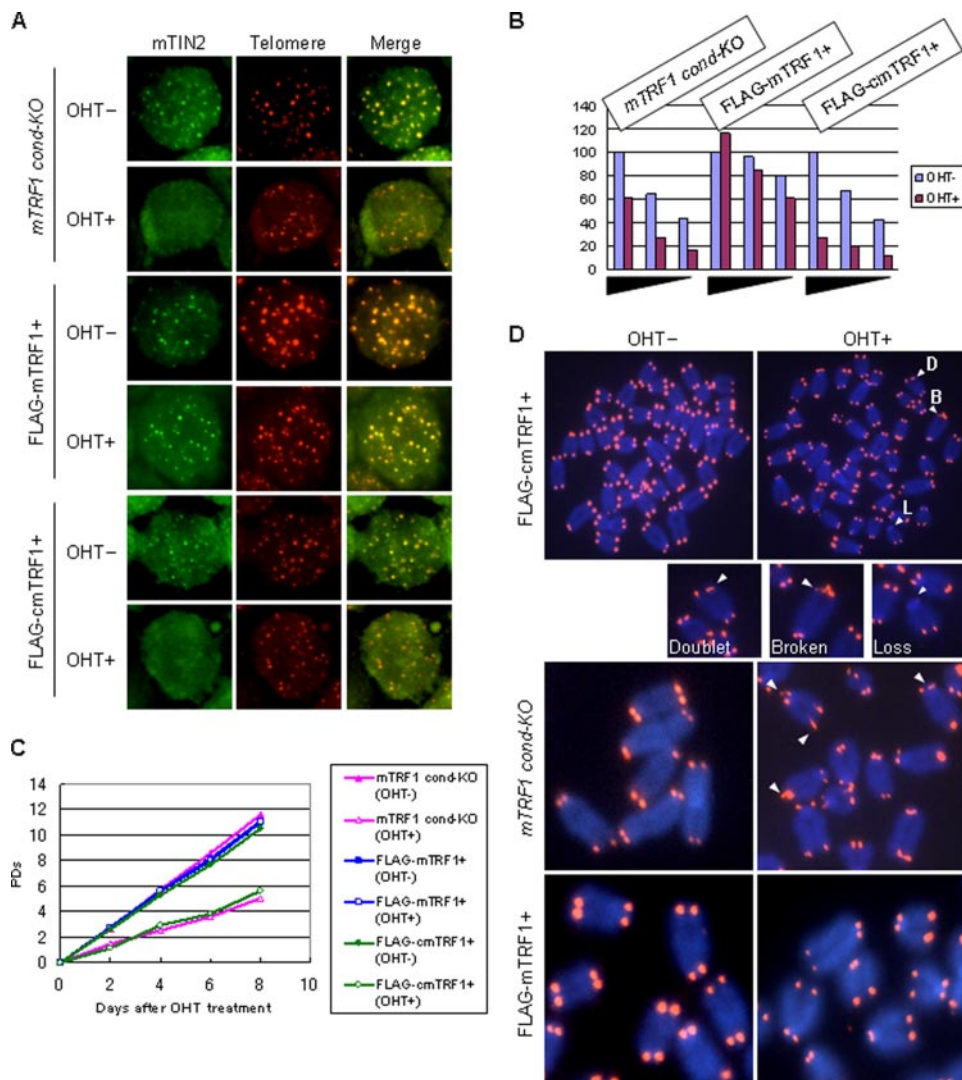 A
mTIN2 Telomere Merge
mTRF1 cond-KO
OHT−
OHT+
FLAG-mTRF1+
OHT−
OHT+
FLAG-cmTRF1+
OHT−
OHT+
B
mTRF1 cond-KO
FLAG-mTRF1+
FLAG-cmTRF1+
140
120
100
80
60
40
20
0
OHT-
OHT+
C
14
12
10
8
6
4
2
0
PDs
0 2 4 6 8 10
Days after OHT treatment
mTRF1 cond-KO
(OHT-)
mTRF1 cond-KO
(OHT+)
FLAG-mTRF1+
(OHT-)
FLAG-mTRF1+
(OHT+)
FLAG-cmTRF1+
(OHT-)
FLAG-cmTRF1+
(OHT+)
D
OHT− OHT+
FLAG-cmTRF1+
D
B
L
Doublet Broken Loss
mTRF1 cond-KO
FLAG-mTRF1+